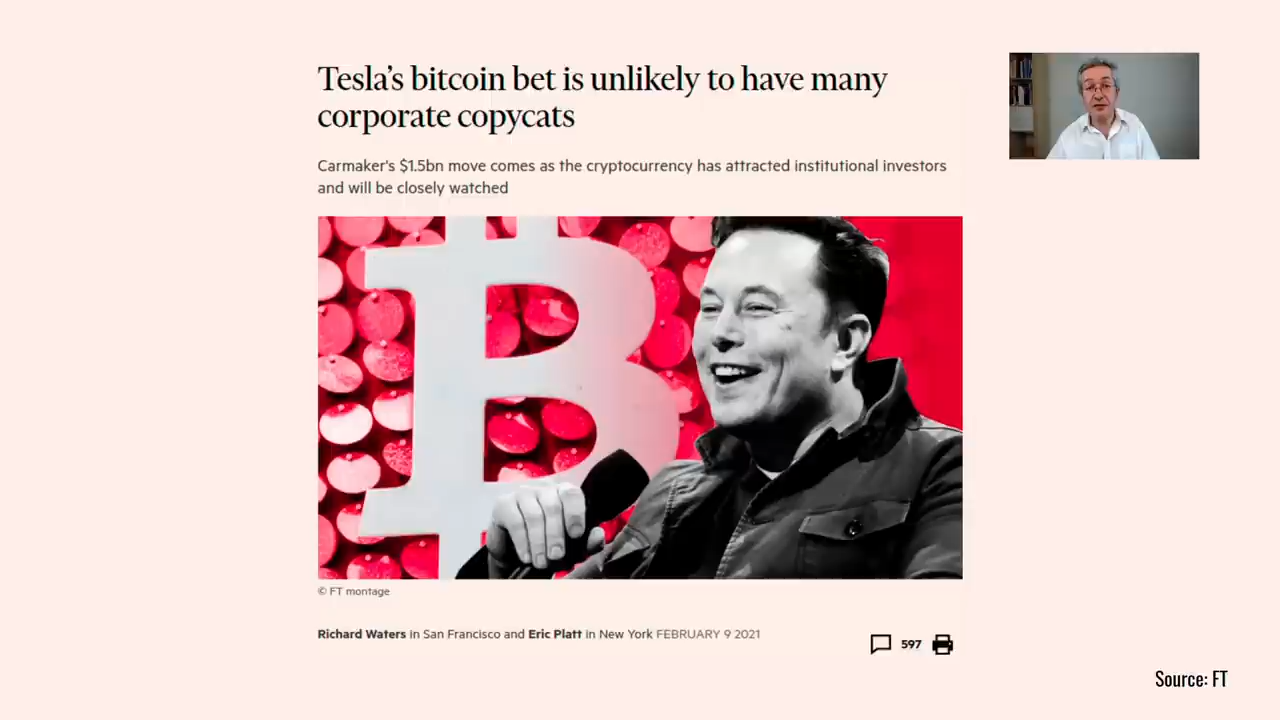 Tesla’s bitcoin bet is unlikely to have many
corporate copycats
Carmaker's $1.5bn move comes as the cryptocurrency has attracted institutional investors
and will be closely watched
© FT montage
Richard Waters in San Francisco and Eric Platt in New York FEBRUARY 9 2021
597
Source: FT